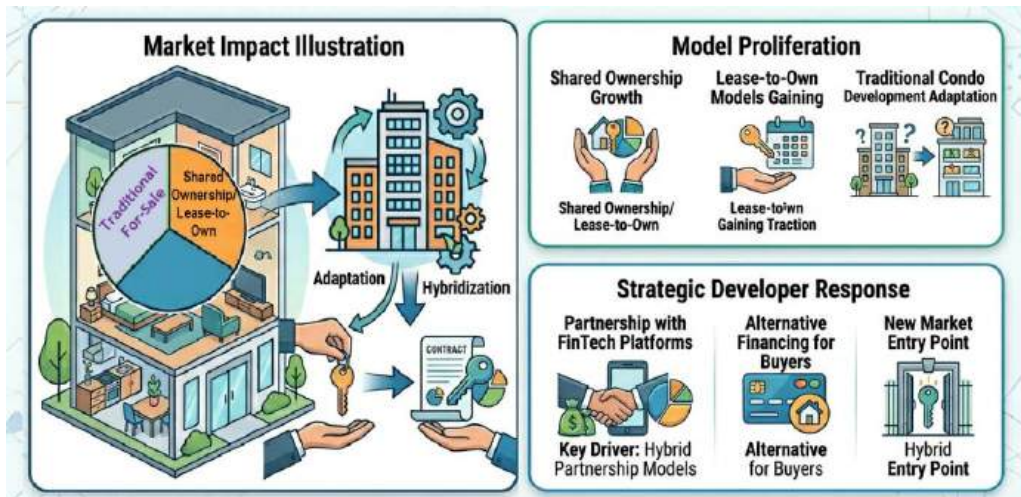 Market Impact Illustration
Traditional
For-Sale
Shared
Ownership/
Lease-to-
Own
Adaptation
Hybridization
CONTRACT
Model Proliferation
Shared Ownership
Growth
Shared Ownership/
Lease-to-Own
Lease-to-Own
Models Gaining
Gaining Traction
Traditional Condo
Development Adaptation
?
?
?
Strategic Developer Response
Partnership with
FinTech Platforms
$
Key Driver: Hybrid
Partnership Models
Alternative
Financing for
Buyers
Alternative
for Buyers
New Market
Entry Point
Hybrid
Entry Point